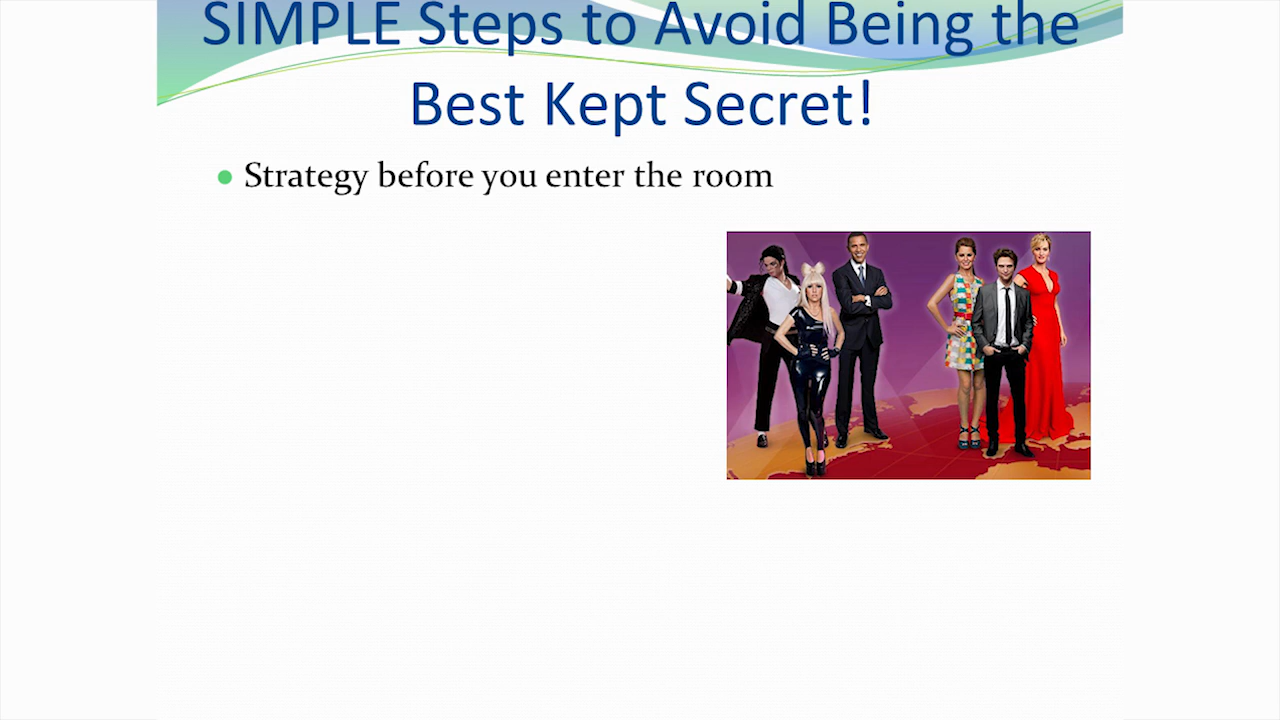 SIMPLE Steps to Avoid Being the
Best Kept Secret!
Strategy before you enter the room